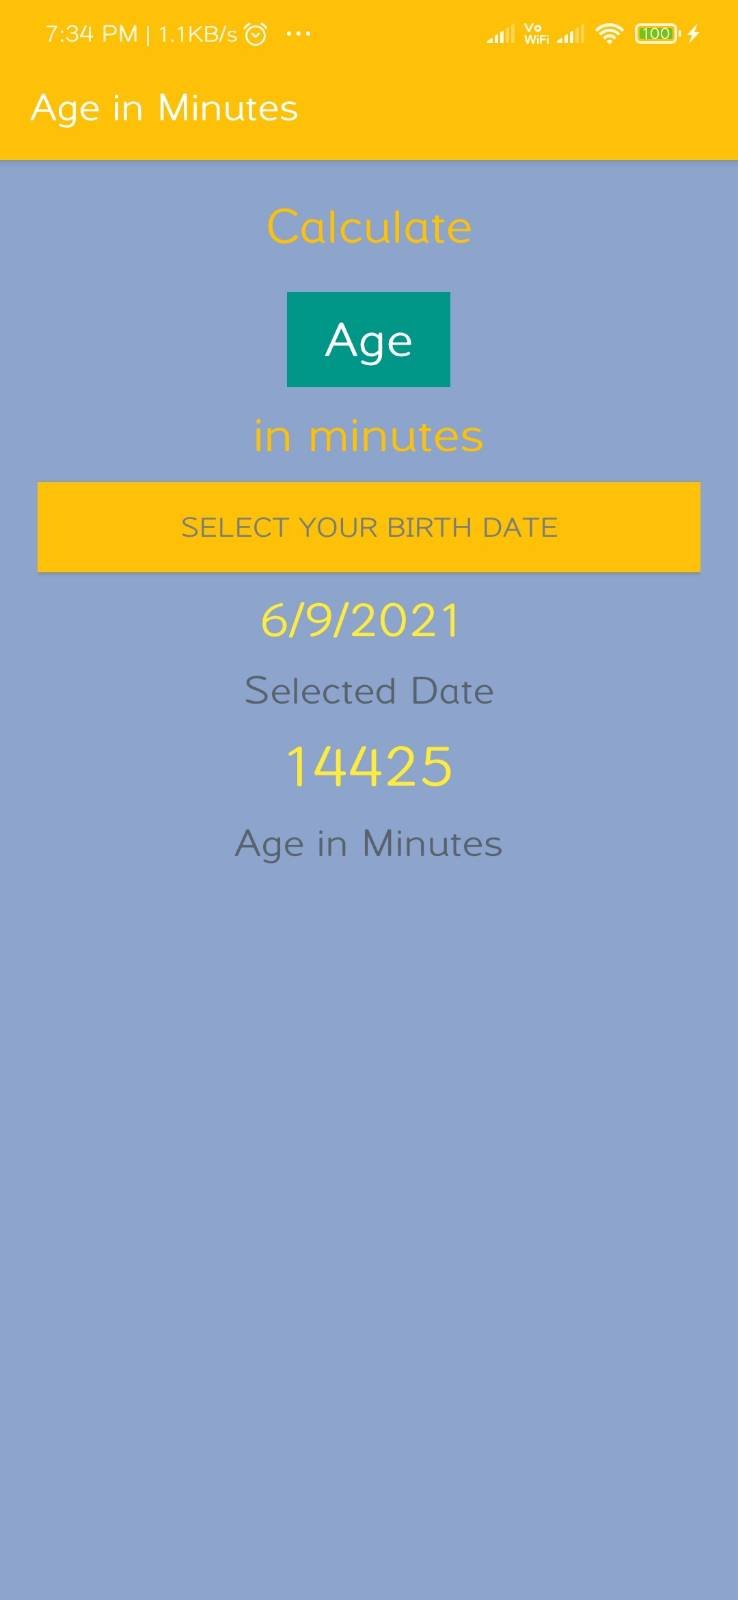 7:34 PM | 1.1KB/s ... Vo WiFi 100
Age in Minutes
Calculate
Age
in minutes
SELECT YOUR BIRTH DATE
6/9/2021
Selected Date
14425
Age in Minutes